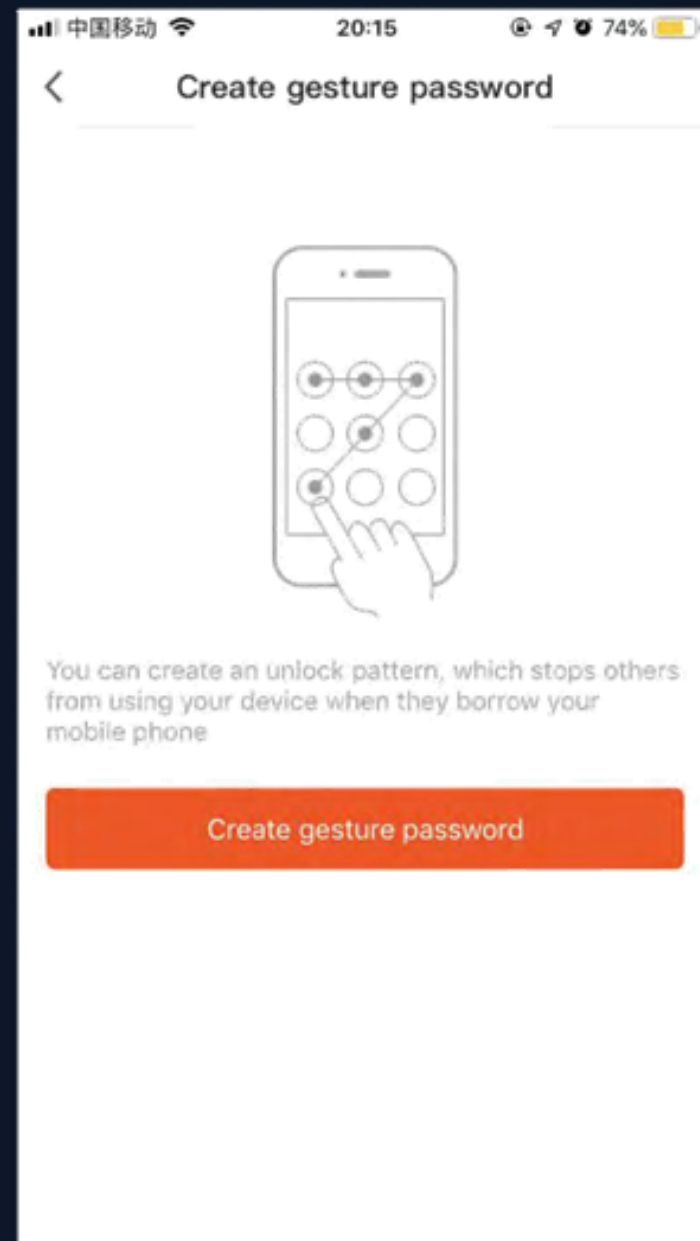 中国移动 20:15 74%
Create gesture password
You can create an unlock pattern, which stops others
from using your device when they borrow your
mobile phone
Create gesture password